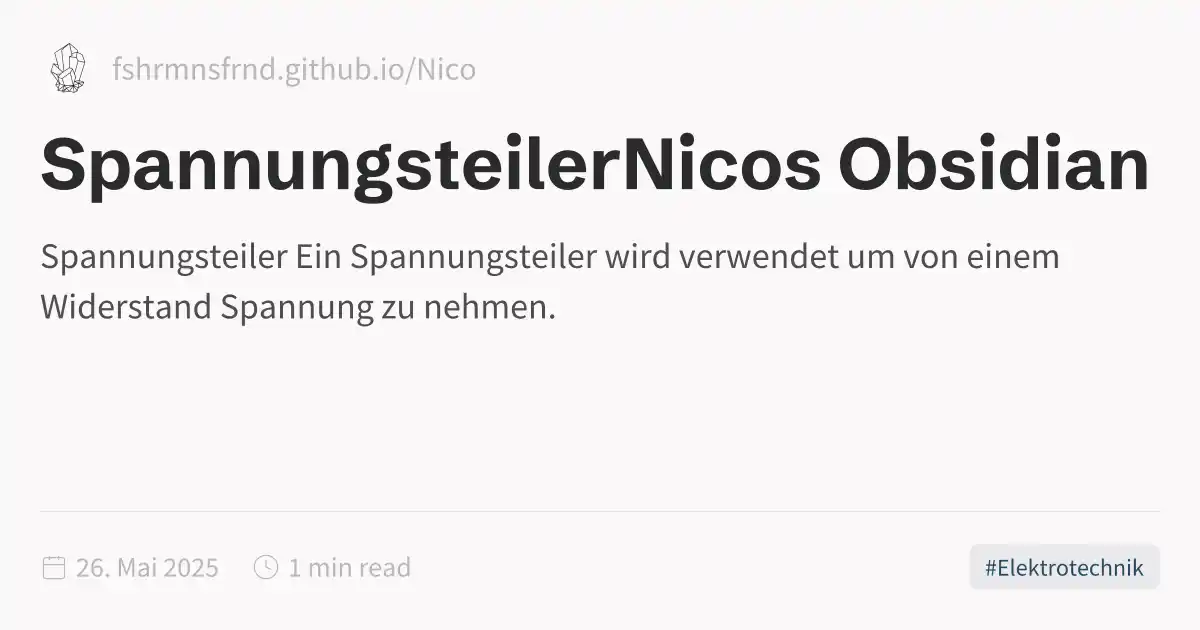 fshrmnsfrnd.github.io/Nico
SpannungsteilerNicos Obsidian
Spannungsteiler Ein Spannungsteiler wird verwendet um von einem
Widerstand Spannung zu nehmen.
26. Mai 2025 1 min read #Elektrotechnik